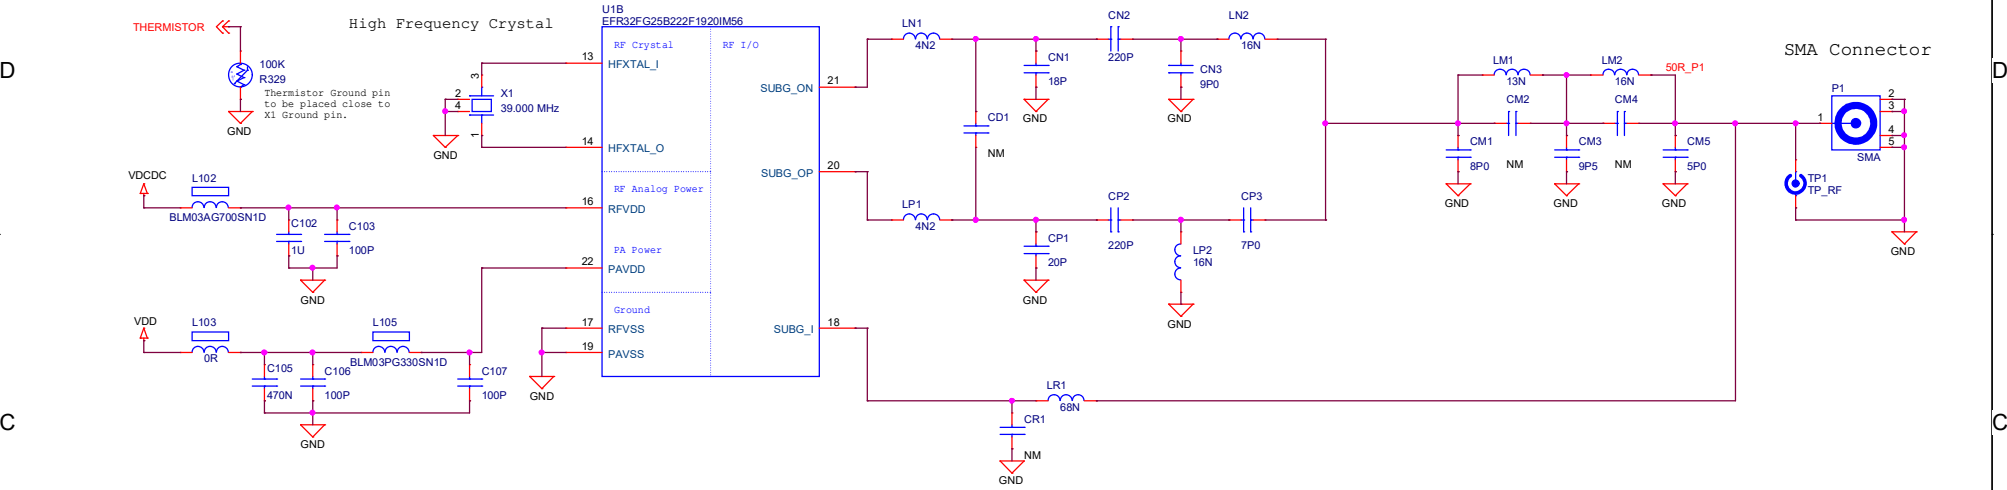 THERMISTOR
100K
R329
Thermistor Ground pin
to be placed close to
X1 Ground pin.
GND
High Frequency Crystal
3
2
4
1
X1
39.000 MHz
GND
U1B
EFR32FG25B222F1920IM56
RF Crystal
RF I/O
13
HFXTAL_I
14
HFXTAL_O
RF Analog Power
16
RFVDD
PA Power
22
PAVDD
Ground
17
RFVSS
19
PAVSS
21
SUBG_ON
20
SUBG_OP
18
SUBG_I
VDCDC
L102
BLM03AG700SN1D
C102
1U
C103
100P
GND
VDD
L103
0R
L105
BLM03PG330SN1D
C105
470N
C106
100P
C107
100P
GND
GND
LN1
4N2
CN1
18P
GND
CN2
220P
CN3
9P0
GND
LN2
16N
CD1
NM
LP1
4N2
CP1
20P
GND
CP2
220P
LP2
16N
GND
CP3
7P0
LR1
68N
CR1
NM
GND
LM1
13N
CM2
NM
LM2
16N
CM4
NM
50R_P1
CM1
8P0
GND
CM3
9P5
GND
CM5
5P0
GND
SMA Connector
P1
1
2
3
4
5
SMA
TP1
TP_RF
GND
D
D
C
C